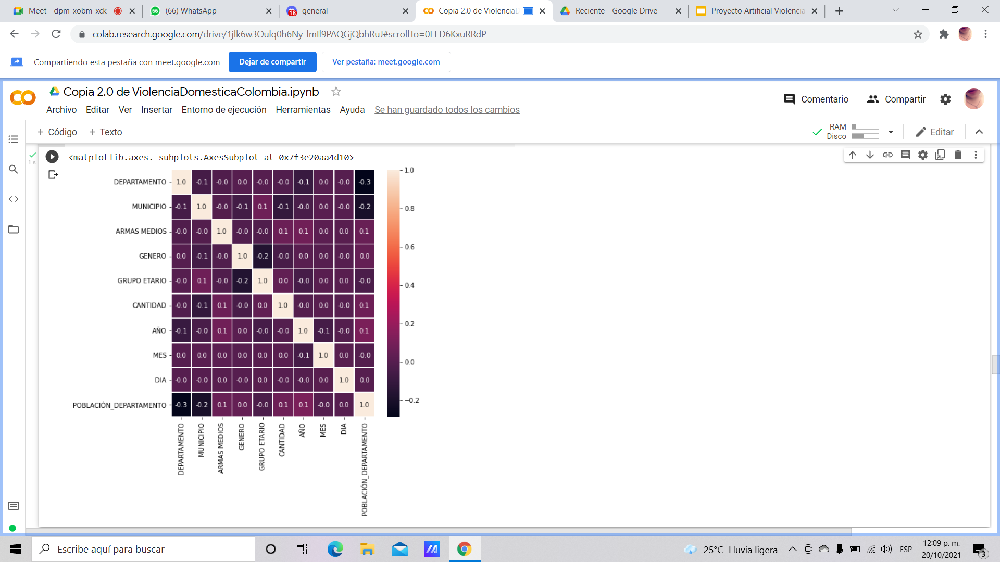 Meet - dpm-xobm-xck
(66) WhatsApp
general
Copia 2.0 de ViolenciaD
Reciente - Google Drive
Proyecto Artificial Violencia
colab.research.google.com/drive/1jlk6w3Oulq0h6Ny_lmIl9PAQGjQbhRuJ#scrollTo=0EED6KxuRRdP
Compartiendo esta pestaña con meet.google.com
Dejar de compartir
Ver pestaña: meet.google.com
Copia 2.0 de ViolenciaDomesticaColombia.ipynb
Comentario
Compartir
Archivo Editar Ver Insertar Entorno de ejecución Herramientas Ayuda Se han guardado todos los cambios
+ Código + Texto
RAM
Disco
Editar
1 s
<matplotlib.axes._subplots.AxesSubplot at 0x7f3e20aa4d10>
DEPARTAMENTO 1.0 -0.1 -0.0 0.0 -0.0 -0.0 -0.1 0.0 -0.0 -0.3
MUNICIPIO -0.1 1.0 -0.0 -0.1 0.1 -0.1 -0.0 0.0 -0.0 -0.2
ARMAS MEDIOS -0.0 -0.0 1.0 -0.0 -0.0 0.1 0.1 0.0 0.0 0.1
GENERO 0.0 -0.1 -0.0 1.0 -0.2 -0.0 0.0 0.0 -0.0 0.0
GRUPO ETARIO -0.0 0.1 -0.0 -0.2 1.0 0.0 -0.0 0.0 0.0 -0.0
CANTIDAD -0.0 -0.1 0.1 -0.0 0.0 1.0 -0.0 0.0 -0.0 0.1
AÑO -0.1 -0.0 0.1 0.0 -0.0 -0.0 1.0 -0.1 -0.0 0.1
MES 0.0 0.0 0.0 0.0 0.0 0.0 -0.1 1.0 0.0 -0.0
DIA -0.0 -0.0 0.0 -0.0 0.0 -0.0 -0.0 0.0 1.0 0.0
POBLACIÓN_DEPARTAMENTO -0.3 -0.2 0.1 0.0 -0.0 0.1 0.1 -0.0 0.0 1.0
DEPARTAMENTO
MUNICIPIO
ARMAS MEDIOS
GENERO
GRUPO ETARIO
CANTIDAD
AÑO
MES
DIA
POBLACIÓN_DEPARTAMENTO
1.0
0.8
0.6
0.4
0.2
0.0
−0.2
Escribe aquí para buscar
25°C Lluvia ligera
ESP
12:09 p. m.
20/10/2021
3
66
18